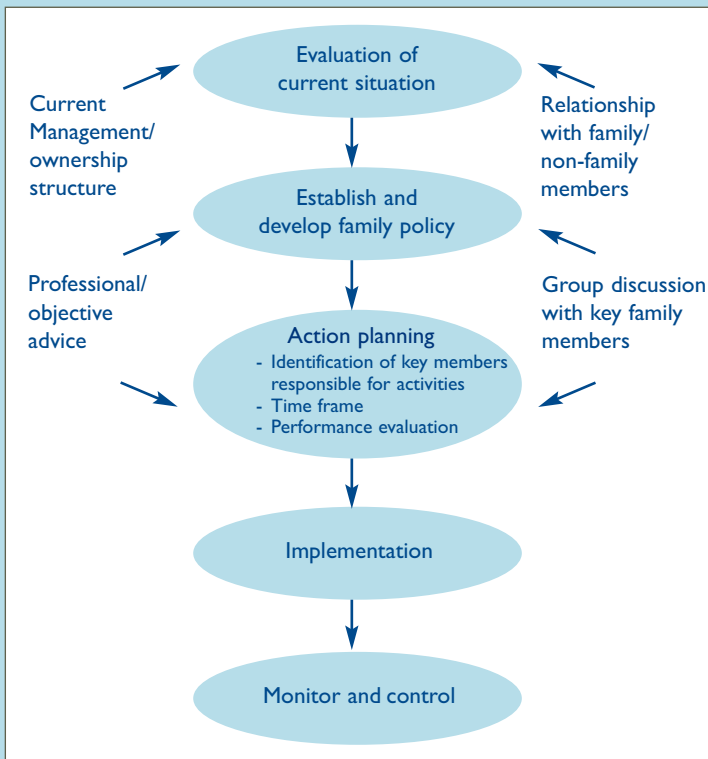 Evaluation of
current situation
Current
Management/
ownership
structure
Relationship
with family/
non-family
members
Establish and
develop family policy
Professional/
objective
advice
Group discussion
with key family
members
Action planning
- Identification of key members
responsible for activities
- Time frame
- Performance evaluation
Implementation
Monitor and control